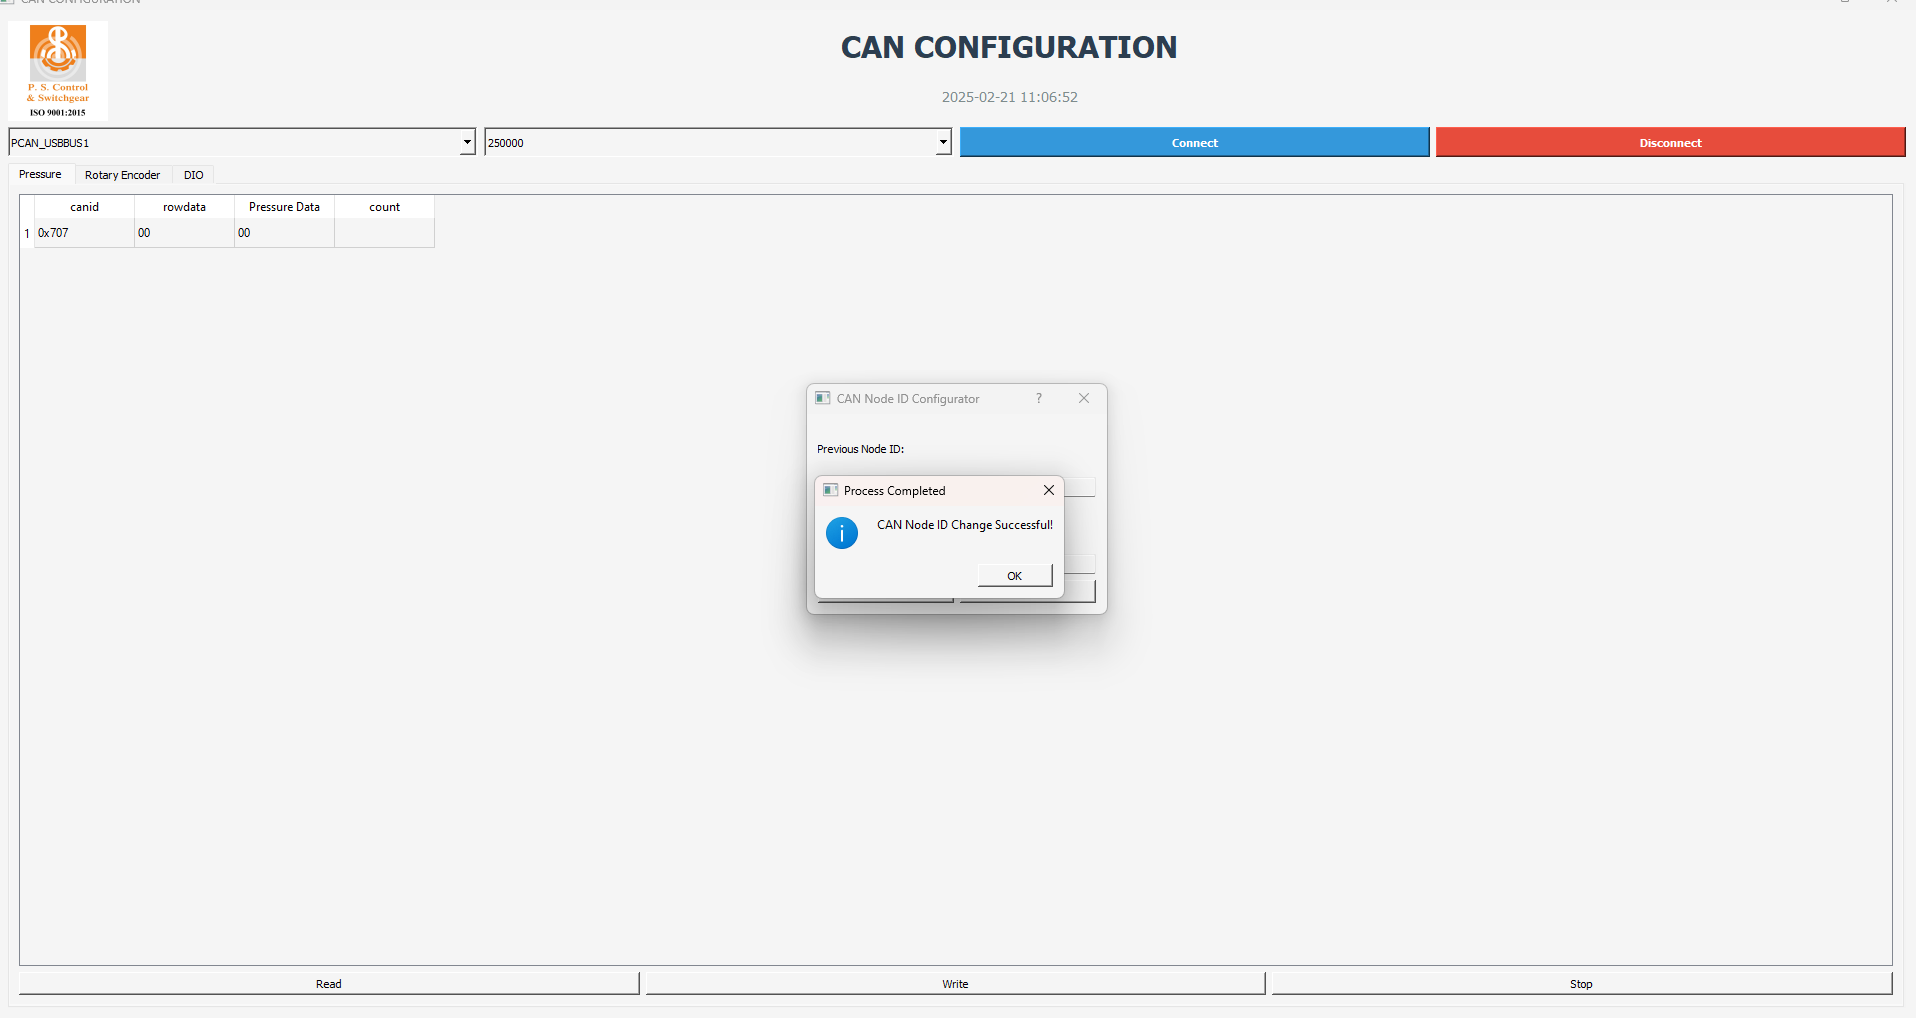 CAN CONFIGURATION
P. S. Control
& Switchgear
ISO 9001:2015
CAN CONFIGURATION
2025-02-21 11:06:52
PCAN_USBBUS1
250000
Connect
Disconnect
Pressure
Rotary Encoder
DIO
canid
rowdata
Pressure Data
count
1
0x707
00
00
CAN Node ID Configurator
?
Previous Node ID:
Process Completed
CAN Node ID Change Successful!
OK
Read
Write
Stop